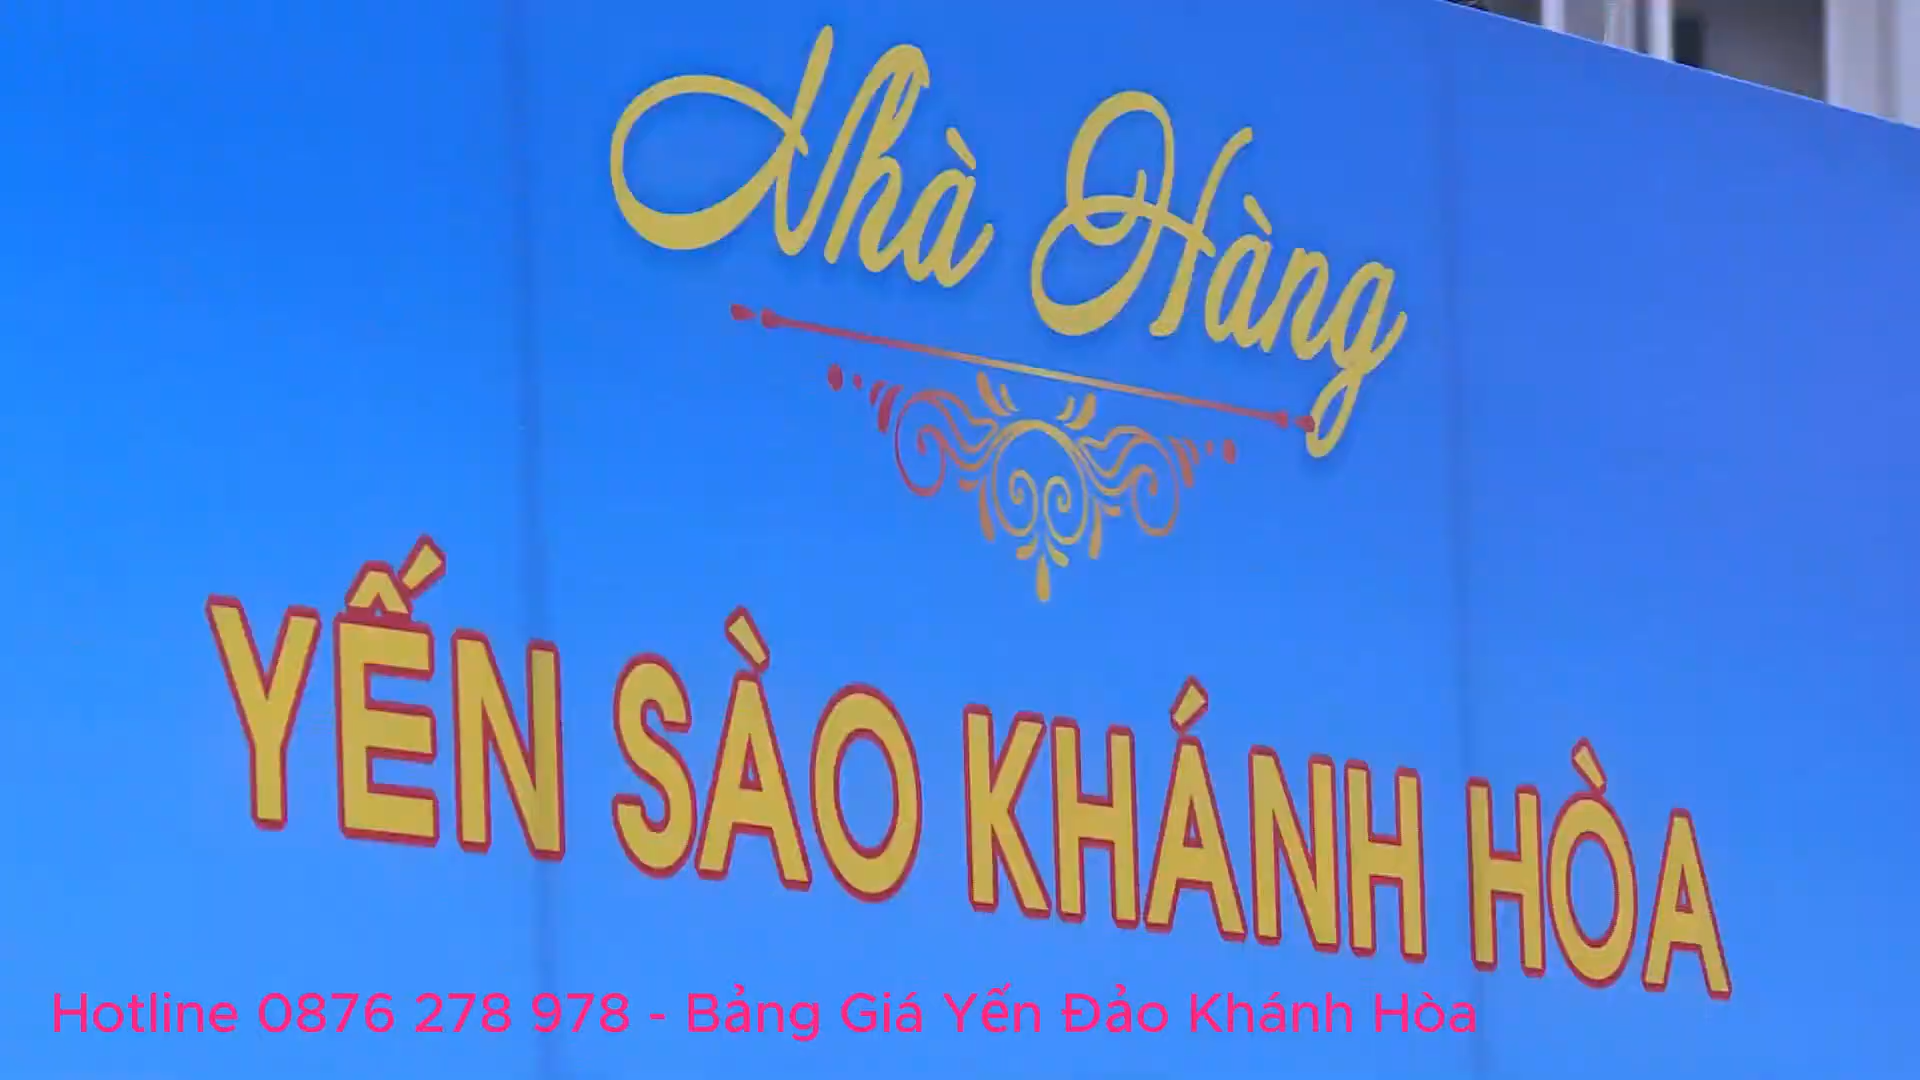 Nhà Hàng
YẾN SÀO KHÁNH HÒA
Hotline 0876 278 978 - Bảng Giá Yến Đảo Khánh Hòa